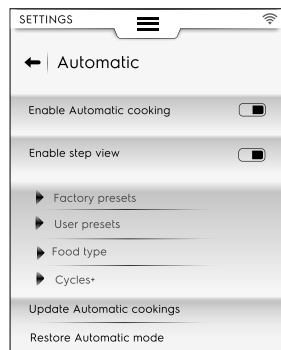 SETTINGS
Automatic
Enable Automatic cooking
Enable step view
Factory presets
User presets
Food type
Cycles+
Update Automatic cookings
Restore Automatic mode